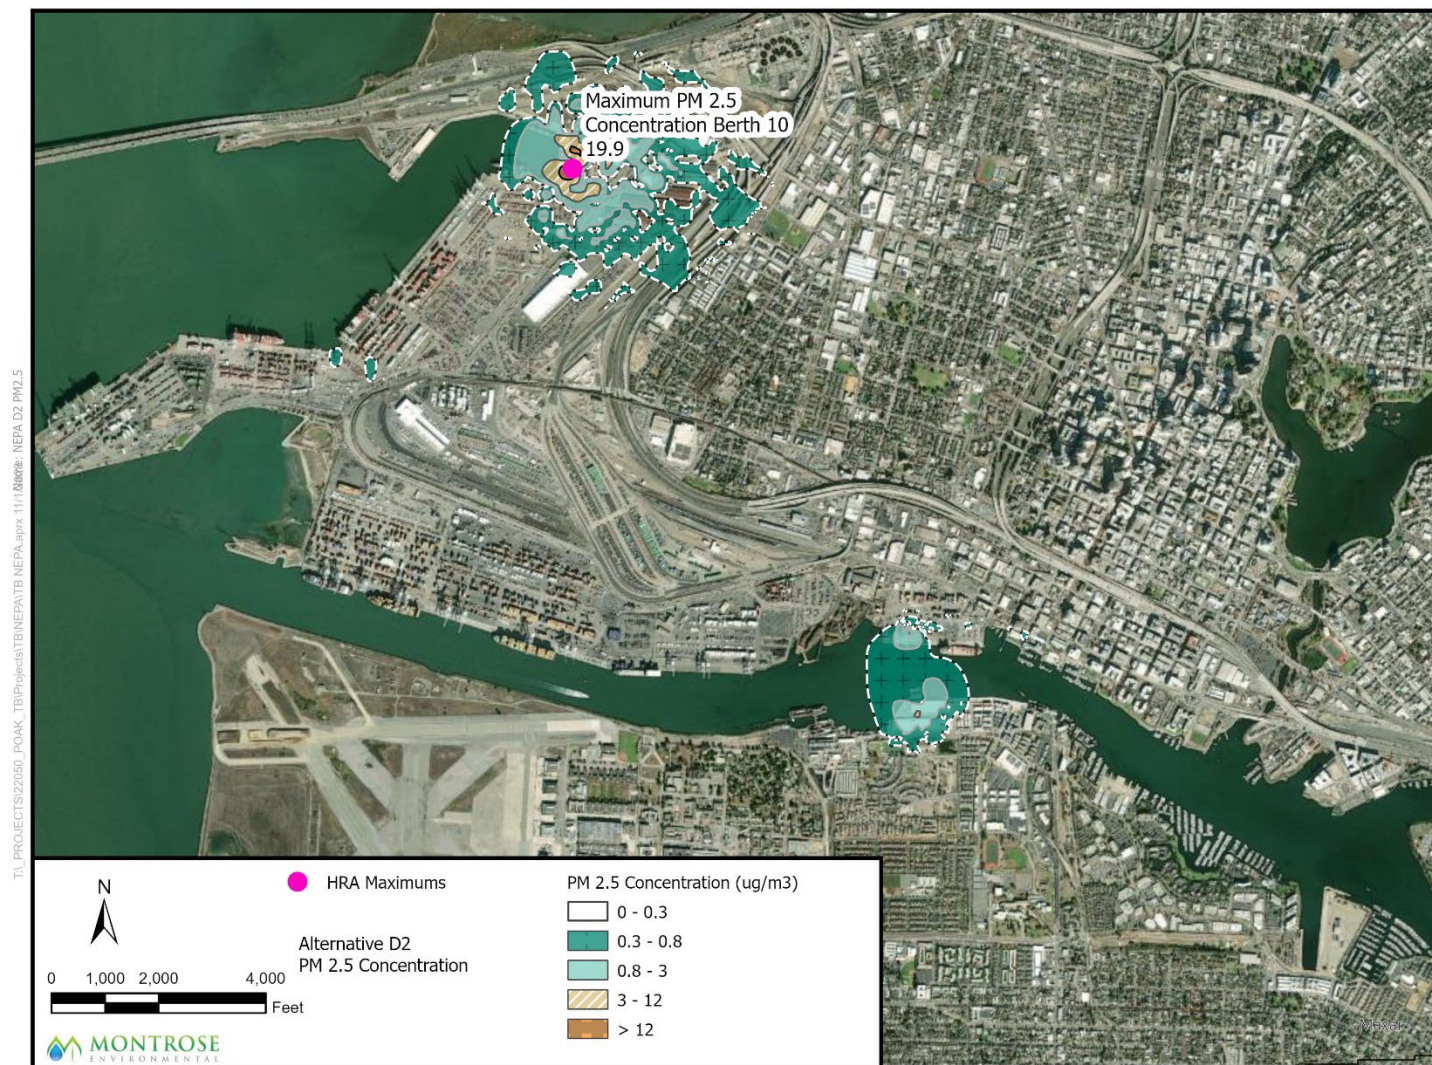 Maximum PM 2.5
Concentration Berth 10
19.9
N
0 1,000 2,000 4,000
Feet
MONTROSE
ENVIRONMENTAL
HRA Maximums
Alternative D2
PM 2.5 Concentration
PM 2.5 Concentration (ug/m3)
0 - 0.3
0.3 - 0.8
0.8 - 3
3 - 12
> 12
Maxar